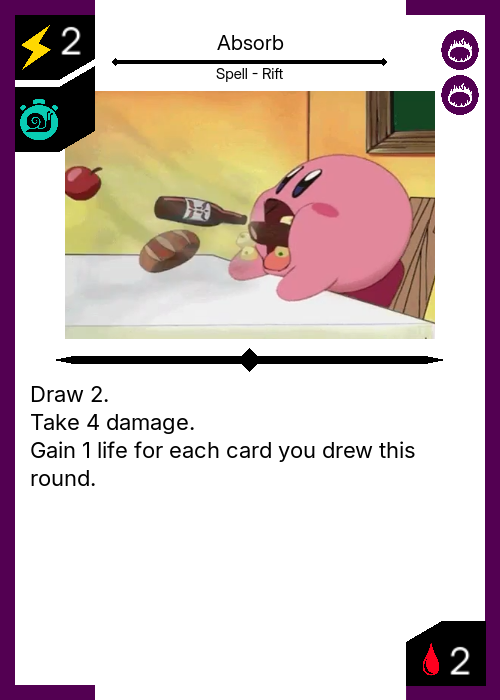 2
Absorb
Spell - Rift
Draw 2.
Take 4 damage.
Gain 1 life for each card you drew this
round.
2